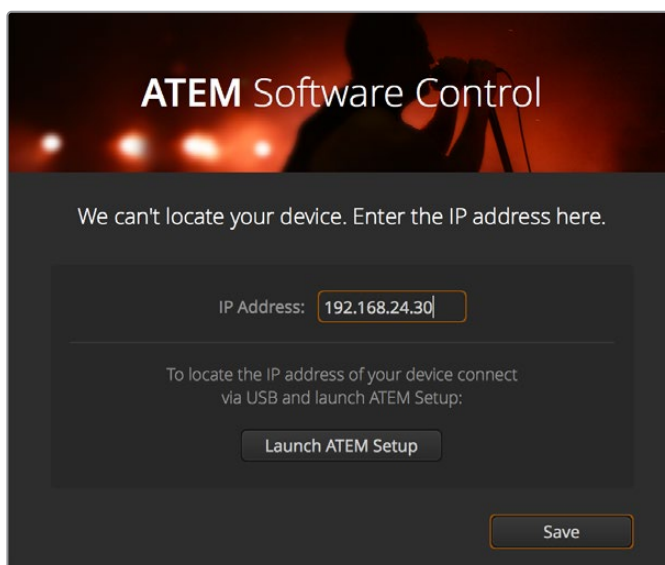 ATEM Software Control
We can't locate your device. Enter the IP address here.
IP Address: 192.168.24.30
To locate the IP address of your device connect
via USB and launch ATEM Setup:
Launch ATEM Setup
Save